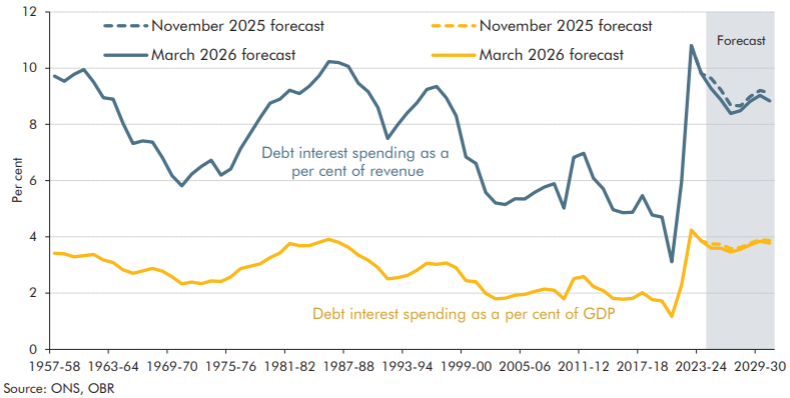 12
10
8
6
4
2
0
Per cent
November 2025 forecast
November 2025 forecast
March 2026 forecast
March 2026 forecast
Forecast
Debt interest spending as a
per cent of revenue
Debt interest spending as a per cent of GDP
1957-58 1963-64 1969-70 1975-76 1981-82 1987-88 1993-94 1999-00 2005-06 2011-12 2017-18 2023-24 2029-30
Source: ONS, OBR